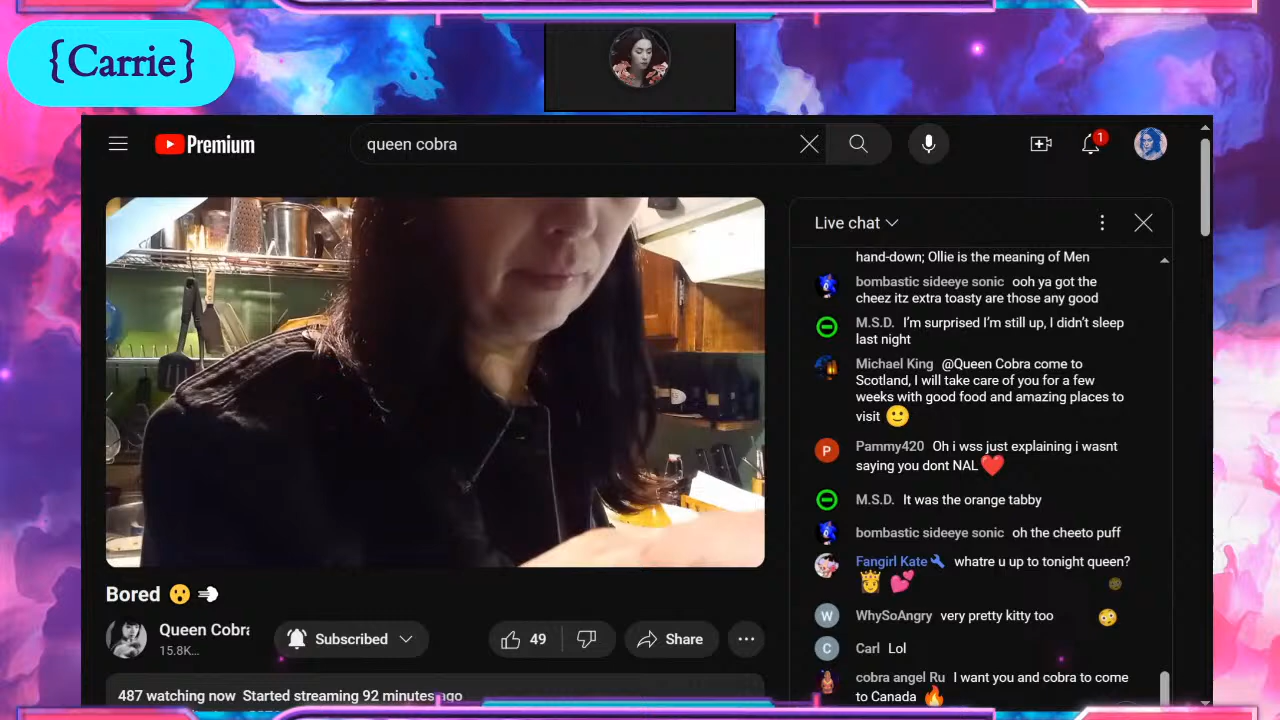 {Carrie}
Premium
queen cobra
1
Live chat
hand-down; Ollie is the meaning of Men
bombastic sideeye sonic ooh ya got the
cheez itz extra toasty are those any good
M.S.D. I'm surprised I'm still up, I didn't sleep
last night
Michael King @Queen Cobra come to
Scotland, I will take care of you for a few
weeks with good food and amazing places to
visit 🙂
P
Pammy420 Oh i wss just explaining i wasnt
saying you dont NAL❤️
M.S.D. It was the orange tabby
bombastic sideeye sonic oh the cheeto puff
Fangirl Kate whatre u up to tonight queen?
👸 💕
W
WhySoAngry very pretty kitty too
C
Carl Lol
cobra angel Ru I want you and cobra to come
to Canada 🔥
Bored 😮 💨
Queen Cobra
15.8K...
Subscribed
49
Share
487 watching now Started streaming 92 minutes ago